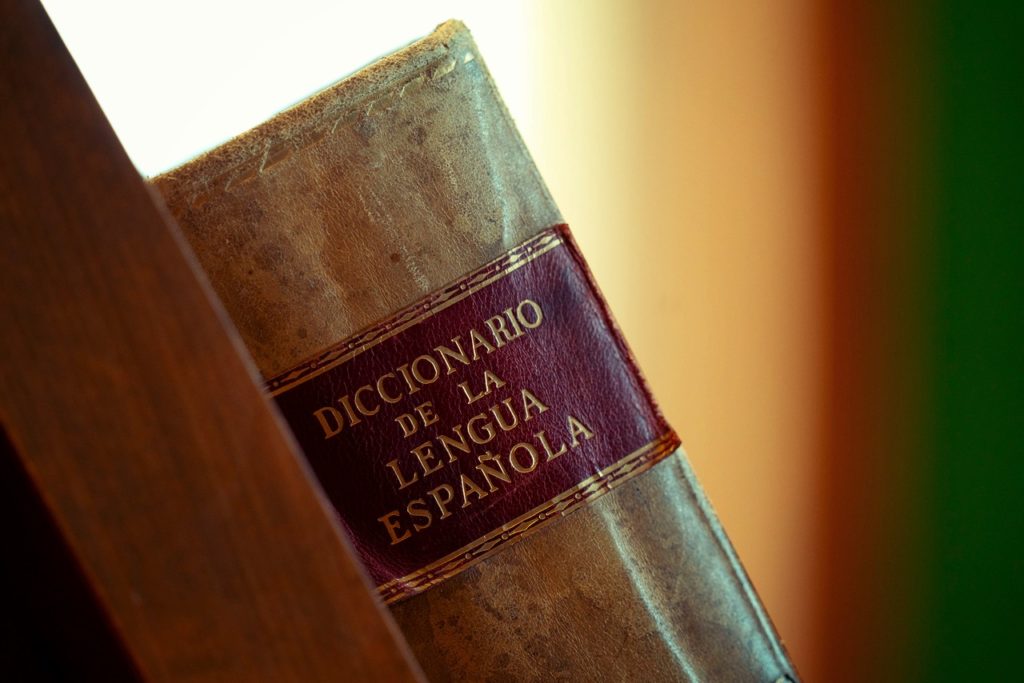 DICCIONARIO
DE LA
LENGUA
ESPAÑOLA